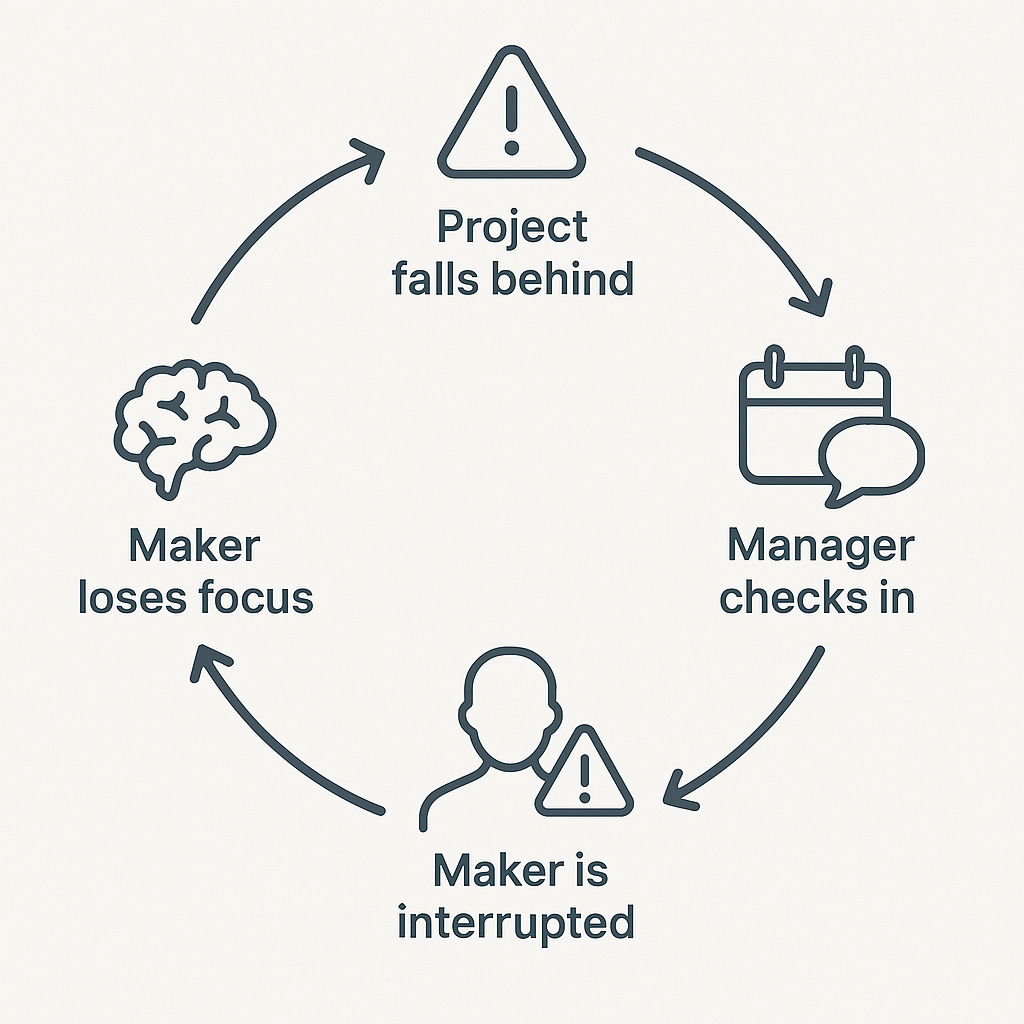 Project
falls behind
Manager
checks in
Maker is
interrupted
Maker
loses focus